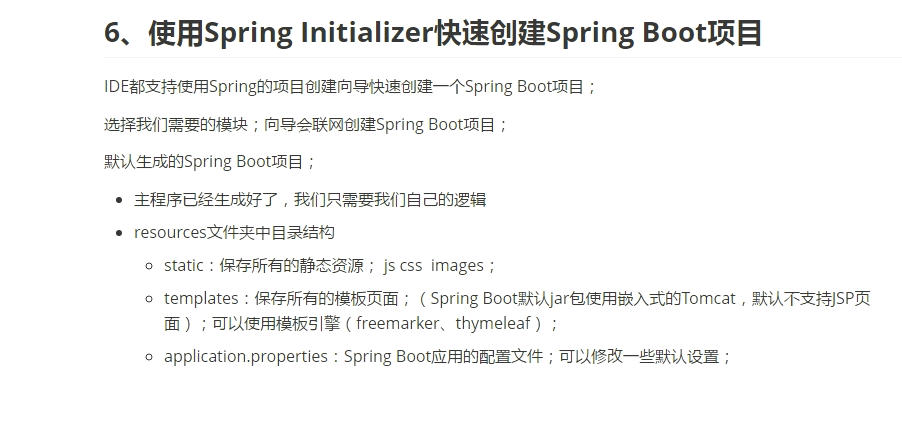 6、使用Spring Initializer快速创建Spring Boot项目
IDE都支持使用Spring的项目创建向导快速创建一个Spring Boot项目；
选择我们需要的模块；向导会联网创建Spring Boot项目；
默认生成的Spring Boot项目；
主程序已经生成好了，我们只需要我们自己的逻辑
resources文件夹中目录结构
static：保存所有的静态资源； js css images；
templates：保存所有的模板页面；（Spring Boot默认jar包使用嵌入式的Tomcat，默认不支持JSP页
面）；可以使用模板引擎（freemarker、thymeleaf）；
application.properties：Spring Boot应用的配置文件；可以修改一些默认设置；